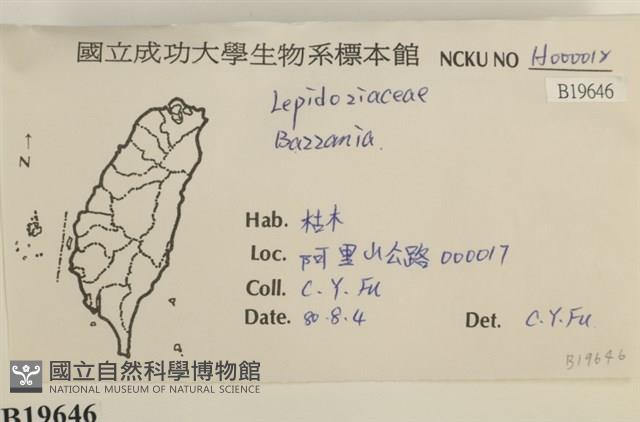 國立成功大學生物系標本館 NCKU NO H000018
B19646
Lepidoziaceae
Bazzania.
N
Hab. 枯木
Loc. 阿里山公路 000017
Coll. C. Y. Fu
Date. 80.8.4 Det. C.Y.Fu
B19646
國立自然科學博物館
NATIONAL MUSEUM OF NATURAL SCIENCE
B19646